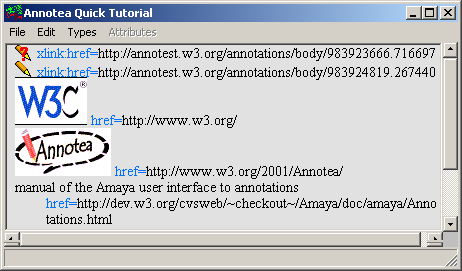 Annotea Quick Tutorial
File Edit Types Attributes
xlink:href=http://annotest.w3.org/annotations/body/983923666.716697
xlink:href=http://annotest.w3.org/annotations/body/983924819.267440
W3C® href=http://www.w3.org/
Annotea href=http://www.w3.org/2001/Annotea/
manual of the Amaya user interface to annotations
href=http://dev.w3.org/cvsweb/~checkout~/Amaya/doc/amaya/Anno
tations.html